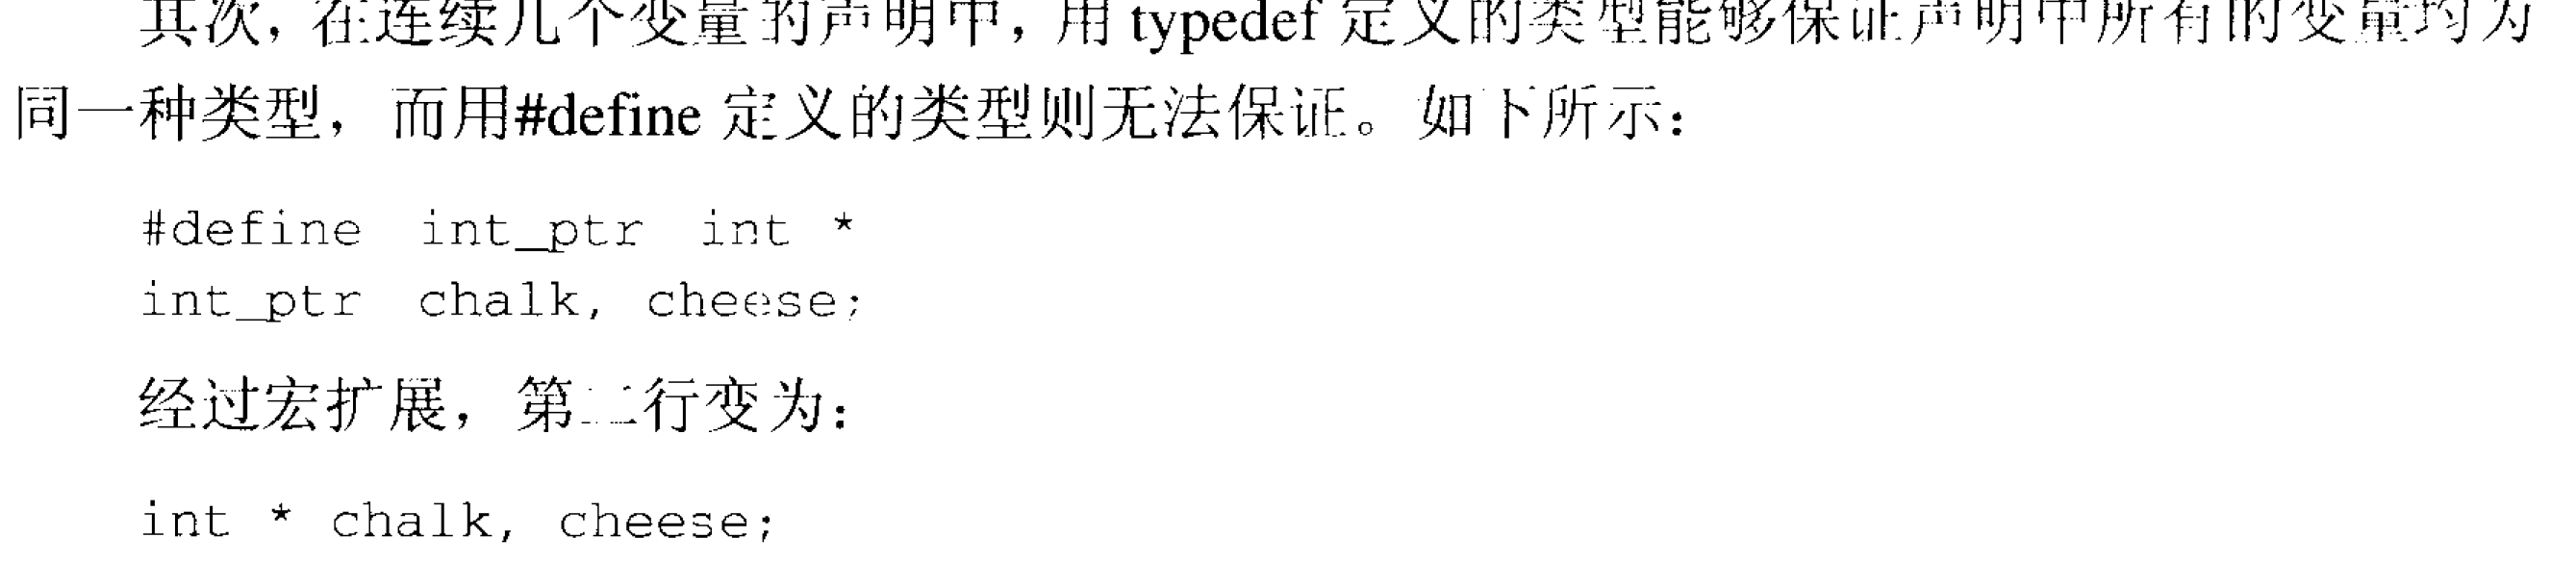 其次，在连续几个变量的声明中，用 typedef 定义的类型能够保证声明中所有的变量均为
同一种类型，而用#define 定义的类型则无法保证。如下所示：
#define  int_ptr  int *
int_ptr  chalk, cheese;
经过宏扩展，第二行变为：
int * chalk, cheese;